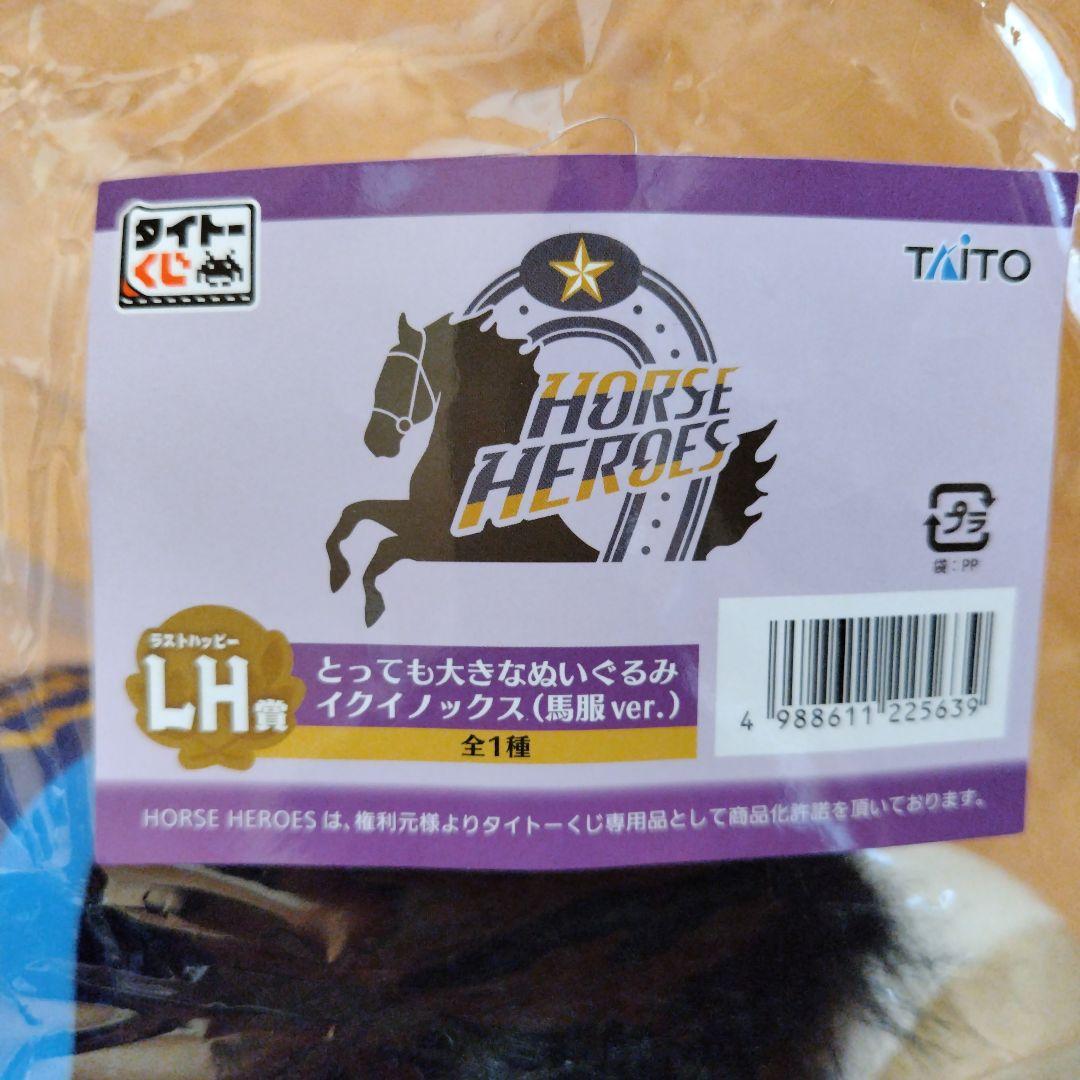 タイトー
くじ
TAITO
HORSE
HEROES
プラ
袋:PP
ラストハッピー
LH賞
とっても大きなぬいぐるみ
イクイノックス(馬服ver.)
全1種
4 988611 225639
HORSE HEROESは、権利元様よりタイトーくじ専用品として商品化許諾を頂いております。